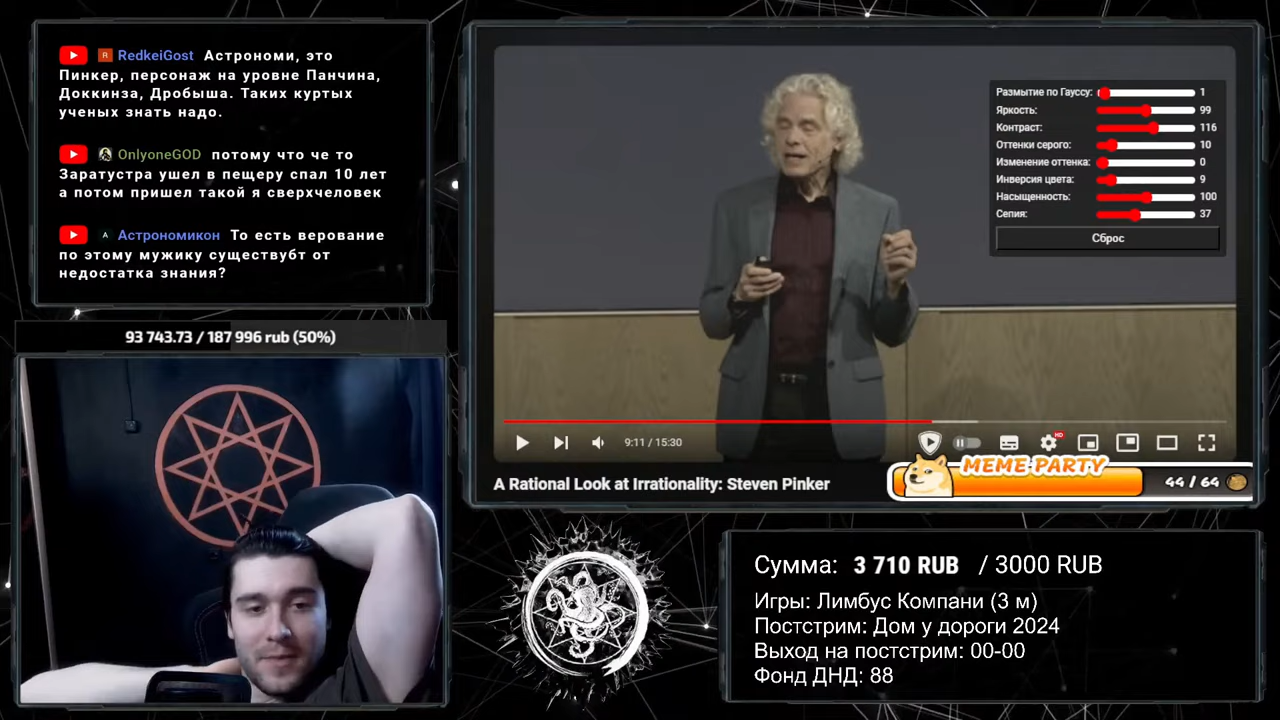 RedkeiGost Астрономи, это
Пинкер, персонаж на уровне Панчина,
Доккинза, Дробыша. Таких куртых
ученых знать надо.
OnlyoneGOD потому что че то
Заратустра ушел в пещеру спал 10 лет
а потом пришел такой я сверхчеловек
Астрономикон То есть верование
по этому мужику существубт от
недостатка знания?
93 743.73 / 187 996 rub (50%)
Размытие по Гауссу: 1
Яркость: 99
Контраст: 116
Оттенки серого: 10
Изменение оттенка: 0
Инверсия цвета: 9
Насыщенность: 100
Сепия: 37
Сброс
9:11 / 15:30
HD
A Rational Look at Irrationality: Steven Pinker
MEME PARTY
44 / 64
Сумма: 3 710 RUB / 3000 RUB
Игры: Лимбус Компани (3 м)
Постстрим: Дом у дороги 2024
Выход на постстрим: 00-00
Фонд ДНД: 88